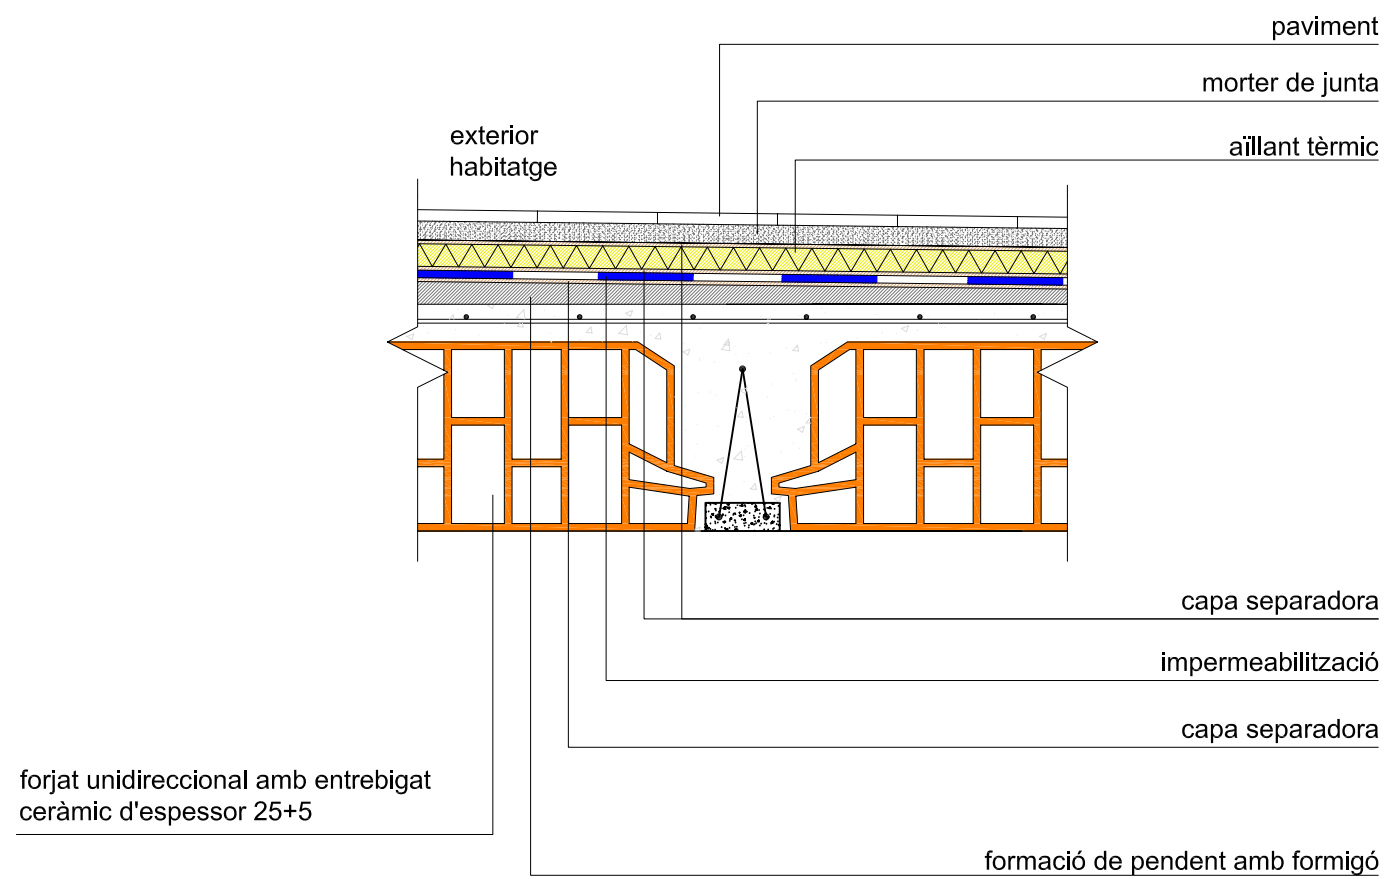 paviment
morter de junta
exterior
habitatge
aïllant tèrmic
capa separadora
impermeabilització
capa separadora
forjat unidireccional amb entrebigat
ceràmic d'espessor 25+5
formació de pendent amb formigó